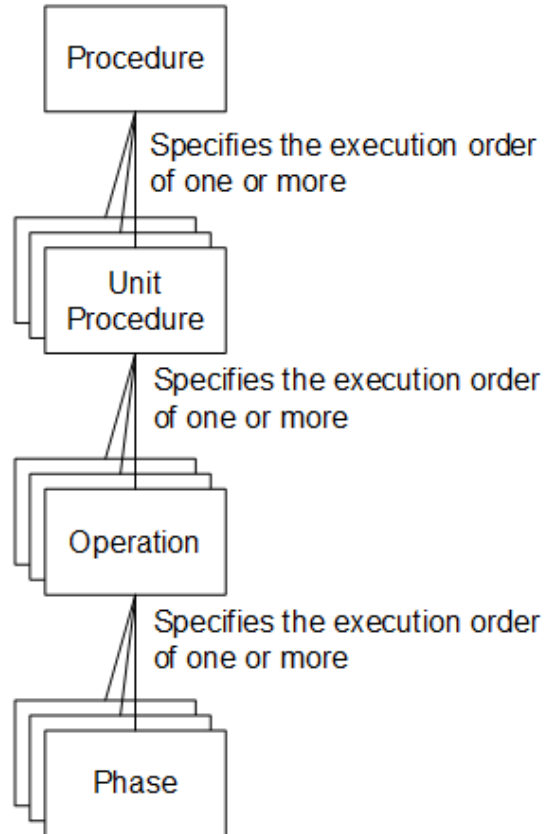 Procedure
Specifies the execution order
of one or more
Unit
Procedure
Specifies the execution order
of one or more
Operation
Specifies the execution order
of one or more
Phase